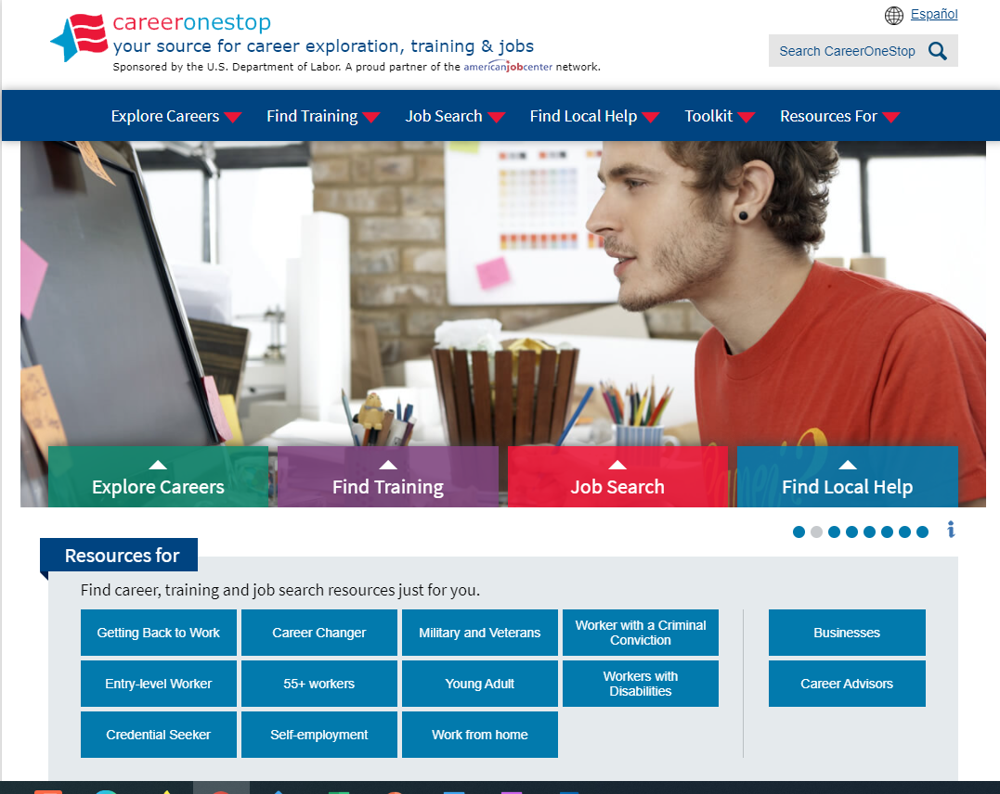 careeronestop
your source for career exploration, training & jobs
Sponsored by the U.S. Department of Labor. A proud partner of the americanjobcenter network.
Español
Search CareerOneStop
Explore Careers
Find Training
Job Search
Find Local Help
Toolkit
Resources For
Explore Careers
Find Training
Job Search
Find Local Help
i
Resources for
Find career, training and job search resources just for you.
Getting Back to Work
Career Changer
Military and Veterans
Worker with a Criminal
Conviction
Businesses
Entry-level Worker
55+ workers
Young Adult
Workers with
Disabilities
Career Advisors
Credential Seeker
Self-employment
Work from home